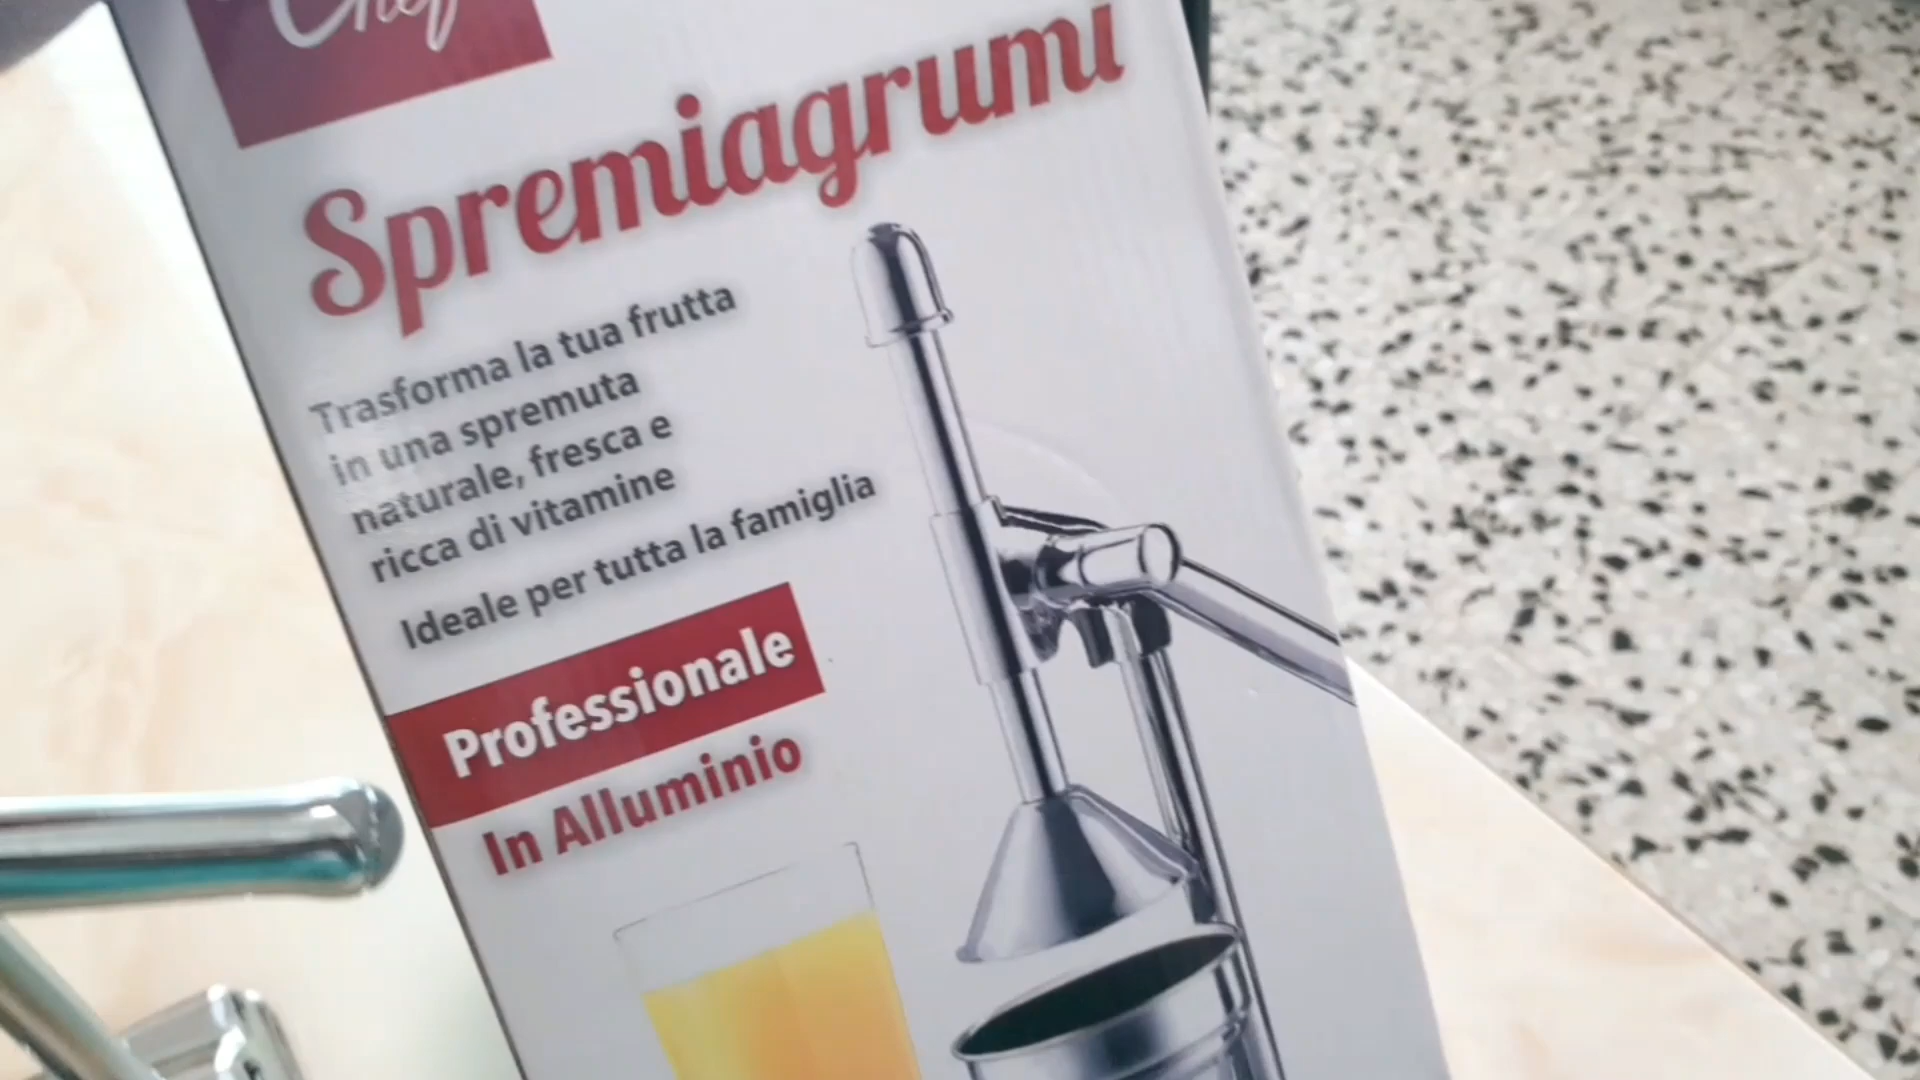 Chef
Spremiagrumi
Trasforma la tua frutta
in una spremuta
naturale, fresca e
ricca di vitamine
Ideale per tutta la famiglia
Professionale
In Alluminio